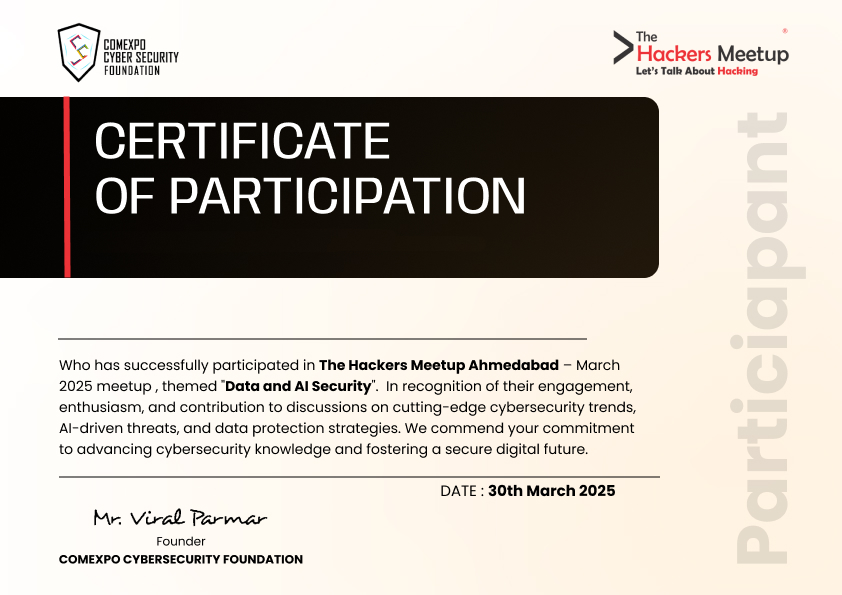 COMEXPO
CYBER SECURITY
FOUNDATION
The
Hackers Meetup
®
Let's Talk About Hacking
CERTIFICATE
OF PARTICIPATION
Particiapant
Who has successfully participated in The Hackers Meetup Ahmedabad – March
2025 meetup , themed "Data and AI Security".  In recognition of their engagement,
enthusiasm, and contribution to discussions on cutting-edge cybersecurity trends,
AI-driven threats, and data protection strategies. We commend your commitment
to advancing cybersecurity knowledge and fostering a secure digital future.
DATE : 30th March 2025
Mr. Viral Parmar
Founder
COMEXPO CYBERSECURITY FOUNDATION